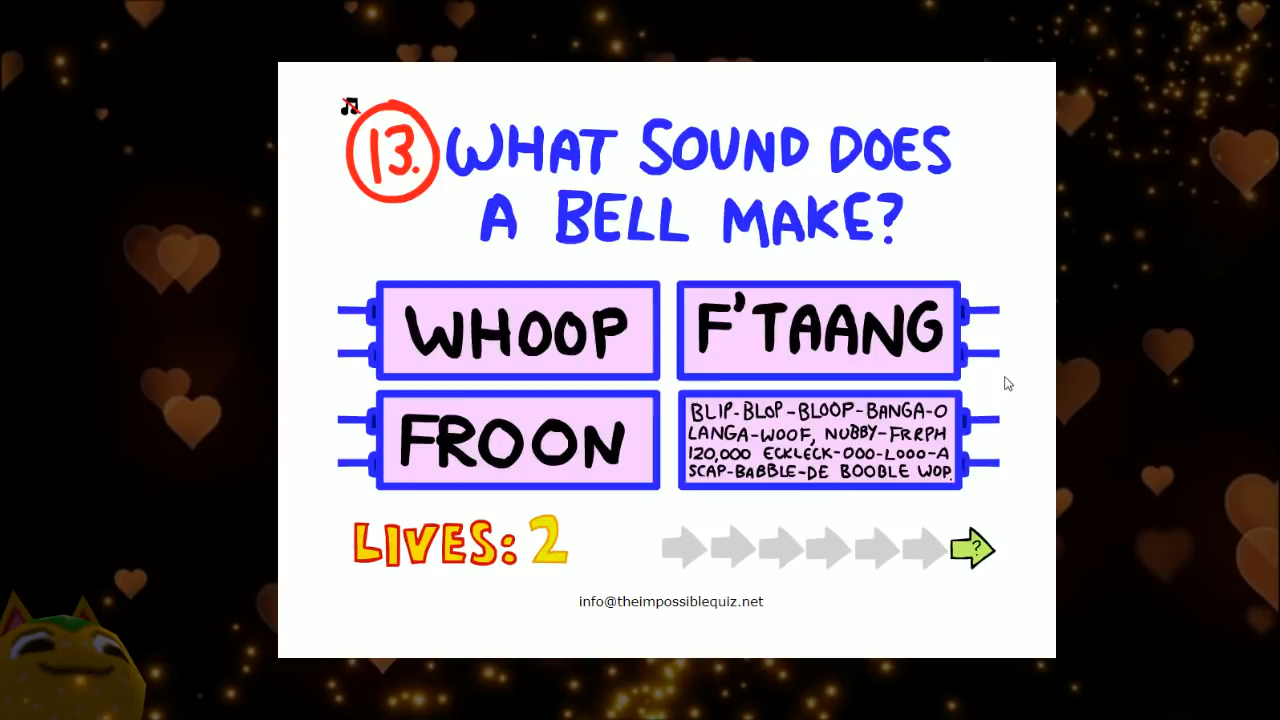 13. WHAT SOUND DOES
A BELL MAKE?
WHOOP
F'TAANG
FROON
BLIP-BLOP-BLOOP-BANGA-O
LANGA-WOOF, NUBBY-FRRPH
120,000 ECKLECK-OOO-LOOO-A
SCAP-BABBLE-DE BOOBLE WOP.
LIVES: 2
?
info@theimpossiblequiz.net